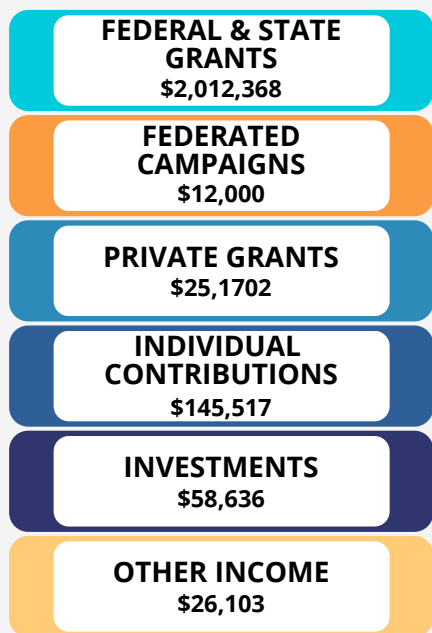 FEDERAL & STATE
GRANTS
$2,012,368
FEDERATED
CAMPAIGNS
$12,000
PRIVATE GRANTS
$25,1702
INDIVIDUAL
CONTRIBUTIONS
$145,517
INVESTMENTS
$58,636
OTHER INCOME
$26,103